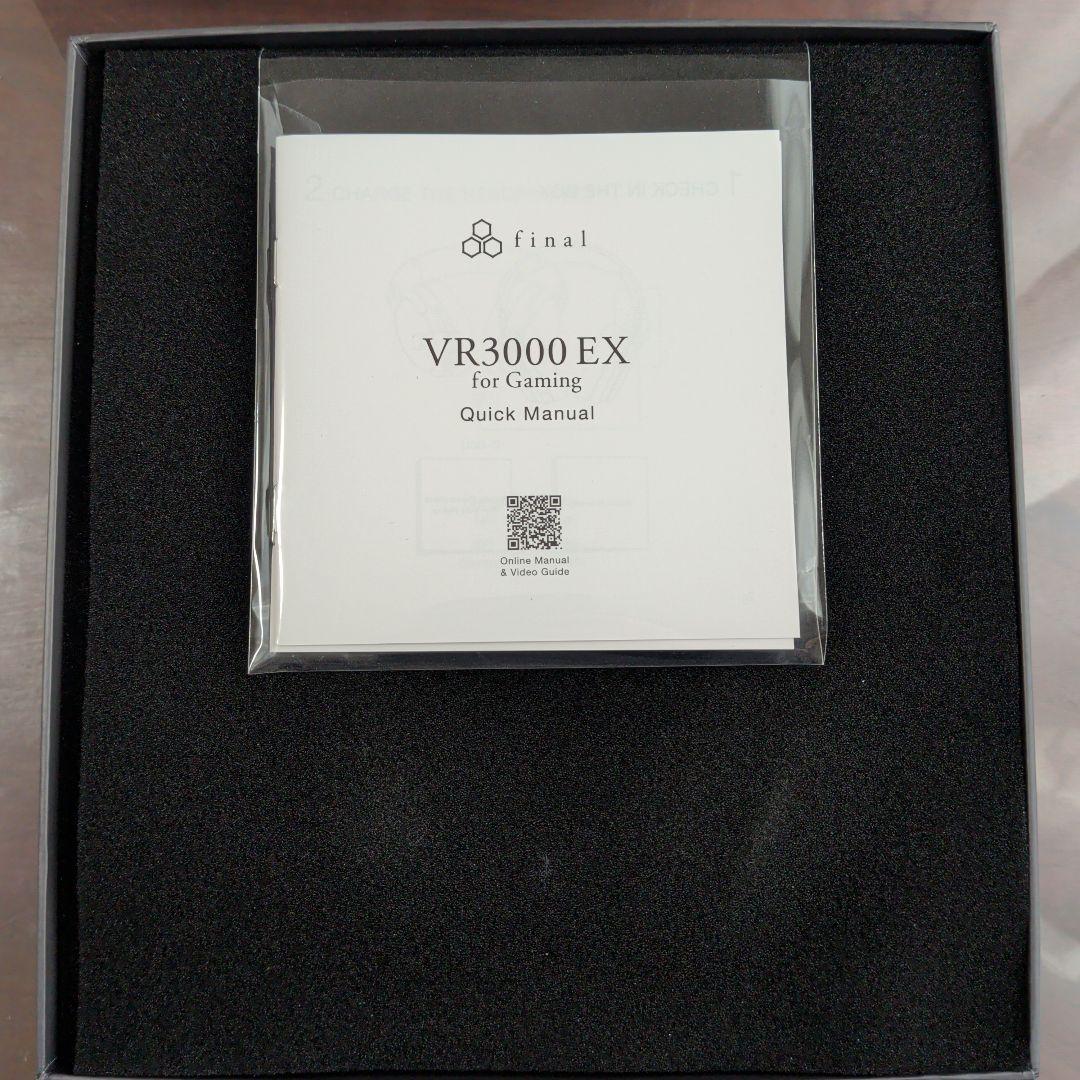 final
VR3000 EX
for Gaming
Quick Manual
Online Manual
& Video Guide